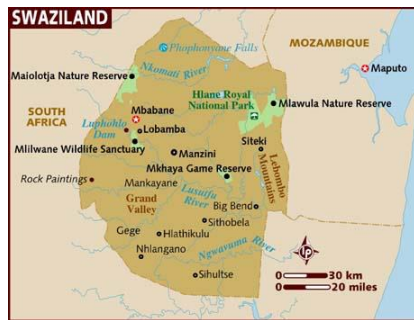 SWAZILAND
Phophonyane Falls
MOZAMBIQUE
Nkomati River
Maputo
Maiolotja Nature Reserve
Hlane Royal
National Park
Mlawula Nature Reserve
SOUTH
AFRICA
Mbabane
Luphohlo
Dam
Lobamba
Siteki
Mlilwane Wildlife Sanctuary
Manzini
Lebombo
Mountains
Mkhaya Game Reserve
Rock Paintings
Mankayane
Lusutfu
River
Grand
Valley
Big Bend
Sithobela
Gege
Hlathikulu
Ngwavuma River
Nhlangano
Sihultse
LP
0 30 km
0 20 miles